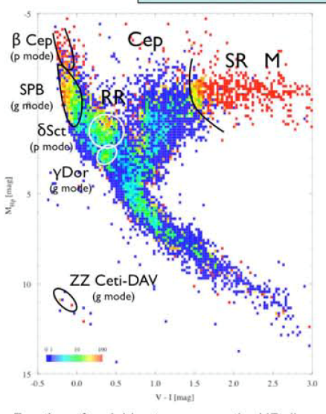 -5
β Cep
(p mode)
Cep
SR M
SPB
(g mode)
RR
δSct
(p mode)
γDor
(g mode)
5
M_Hip [mag]
10
ZZ Ceti-DAV
(g mode)
0 1 10 100
15
-0.5 0.0 0.5 1.0 1.5 2.0 2.5 3.0
V - I [mag]